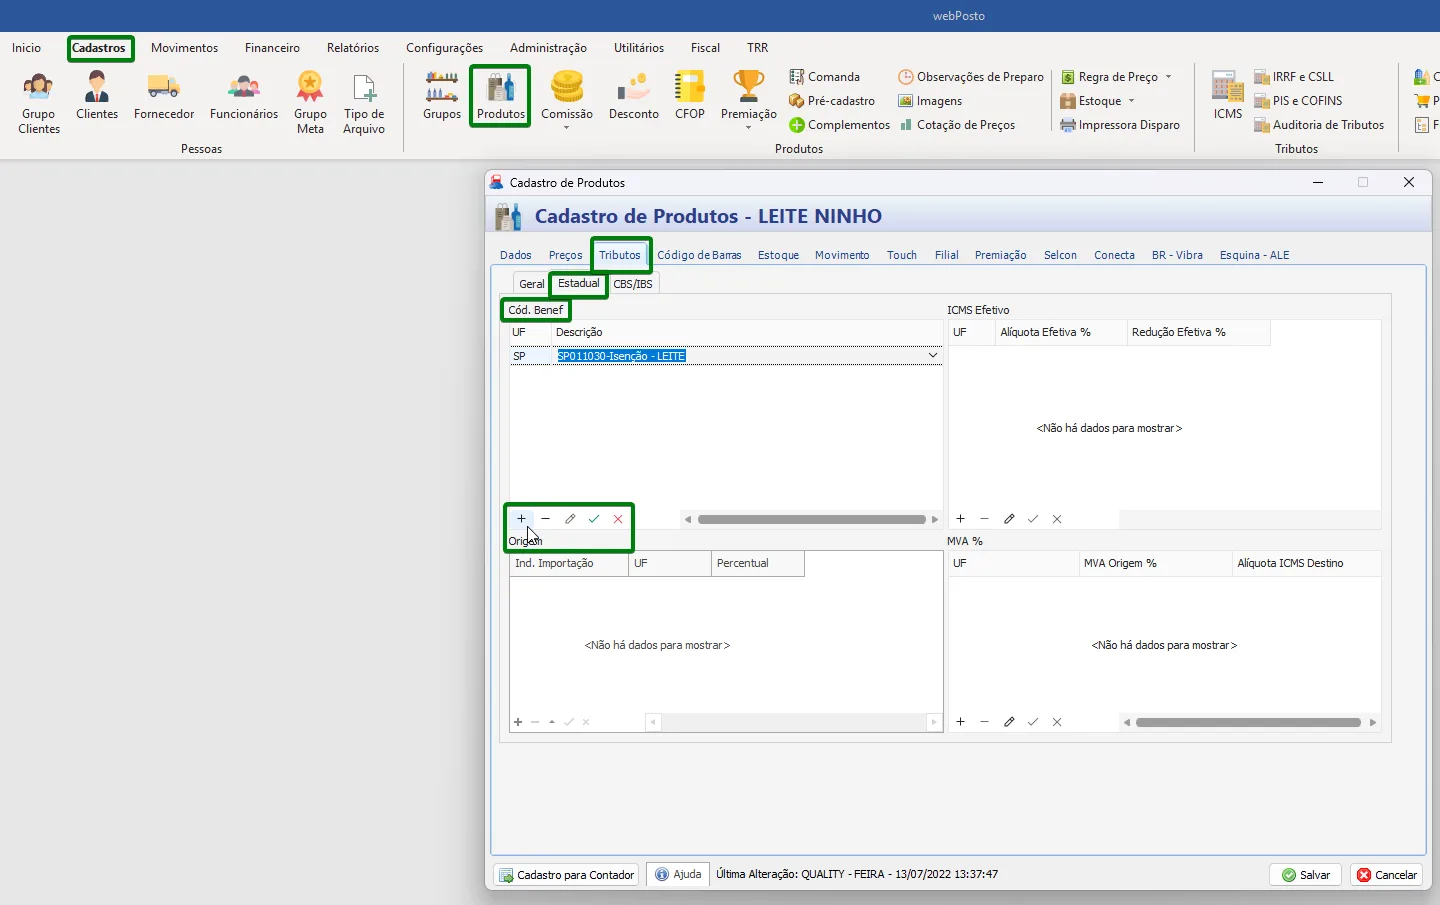 webPosto
Inicio Cadastros Movimentos Financeiro Relatórios Configurações Administração Utilitários Fiscal TRR
Grupo Clientes
Clientes
Fornecedor
Funcionários
Grupo Meta
Tipo de Arquivo
Pessoas
Grupos
Produtos
Comissão
Desconto
CFOP
Premiação
Comanda
Pré-cadastro
Complementos
Observações de Preparo
Imagens
Cotação de Preços
Regra de Preço
Estoque
Impressora Disparo
Produtos
ICMS
IRRF e CSLL
PIS e COFINS
Auditoria de Tributos
Tributos
C
P
F
Cadastro de Produtos
Cadastro de Produtos - LEITE NINHO
Dados Preços Tributos Código de Barras Estoque Movimento Touch Filial Premiação Selcon Conecta BR - Vibra Esquina - ALE
Geral Estadual CBS/IBS
Cód. Benef
UF Descrição
SP SP011030-Isenção - LEITE
ICMS Efetivo
UF Alíquota Efetiva % Redução Efetiva %
<Não há dados para mostrar>
Origem
Ind. Importação UF Percentual
<Não há dados para mostrar>
MVA %
UF MVA Origem % Alíquota ICMS Destino
<Não há dados para mostrar>
Cadastro para Contador Ajuda Última Alteração: QUALITY - FEIRA - 13/07/2022 13:37:47 Salvar Cancelar